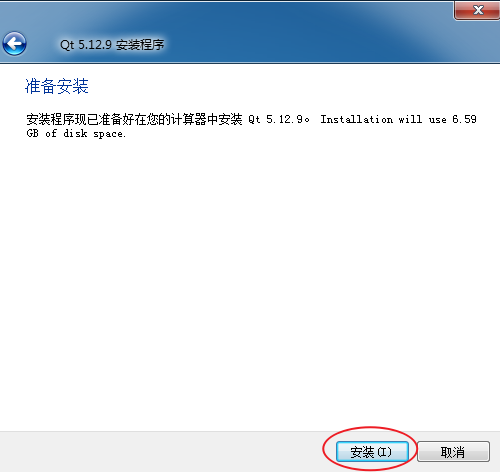 Qt 5.12.9 安装程序
准备安装
安装程序现已准备好在您的计算器中安装 Qt 5.12.9。 Installation will use 6.59
GB of disk space.
安装(I)
取消